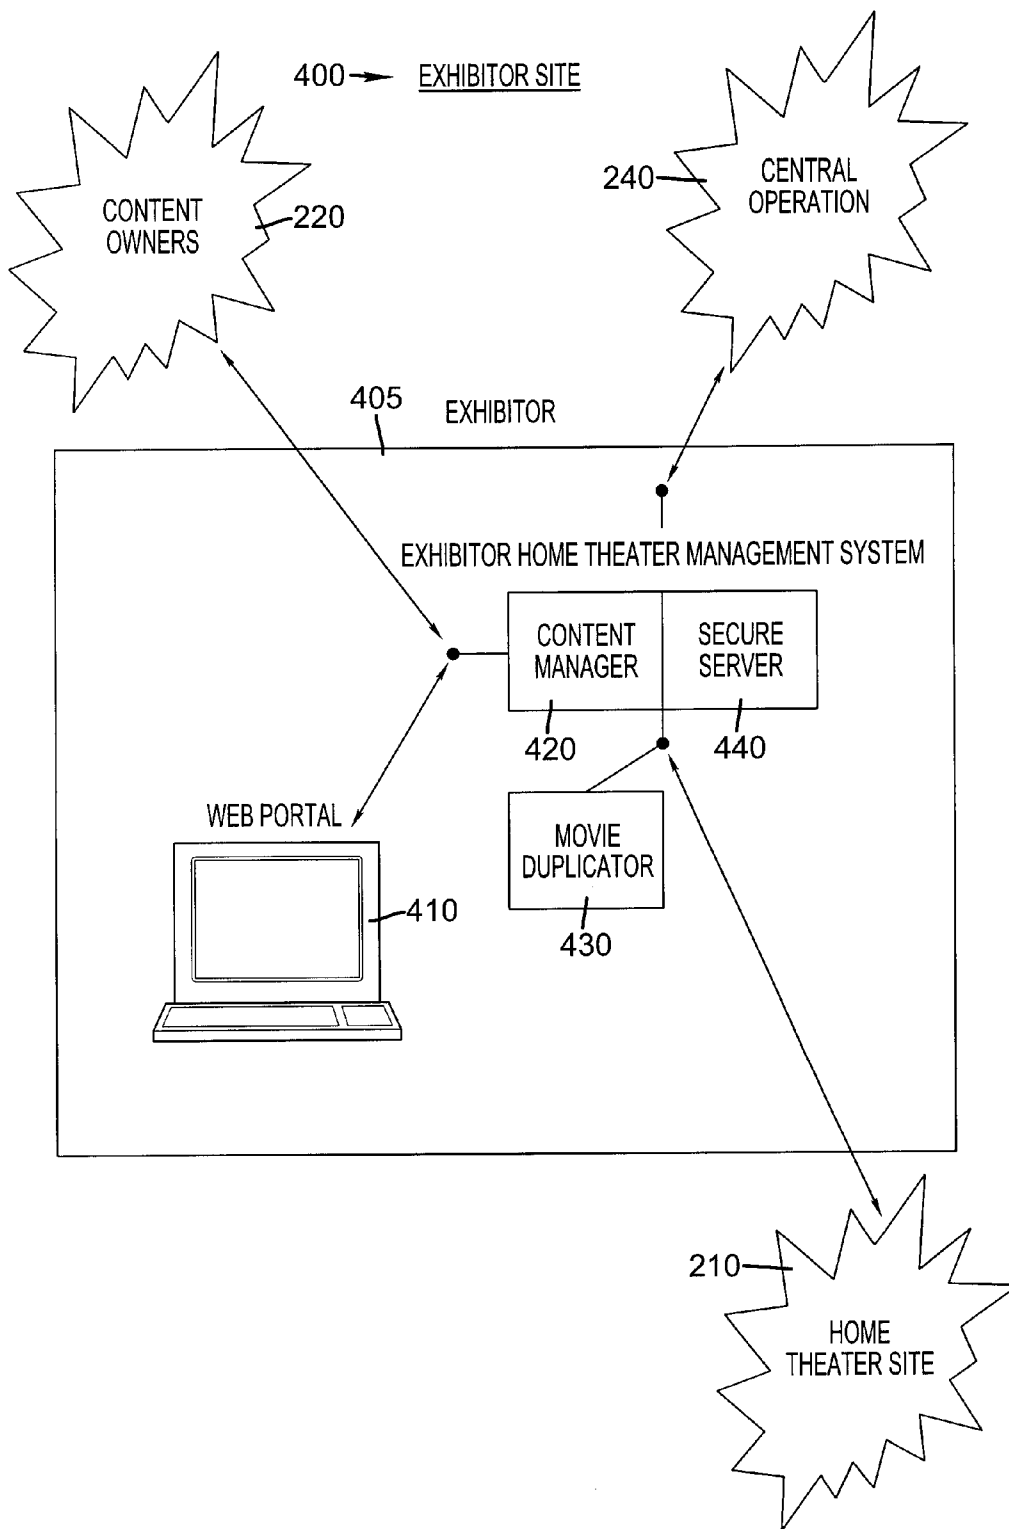 400 EXHIBITOR SITE
CONTENT
OWNERS
220
240
CENTRAL
OPERATION
405
EXHIBITOR
EXHIBITOR HOME THEATER MANAGEMENT SYSTEM
CONTENT
MANAGER
SECURE
SERVER
420
440
WEB PORTAL
MOVIE
DUPLICATOR
410
430
210
HOME
THEATER SITE